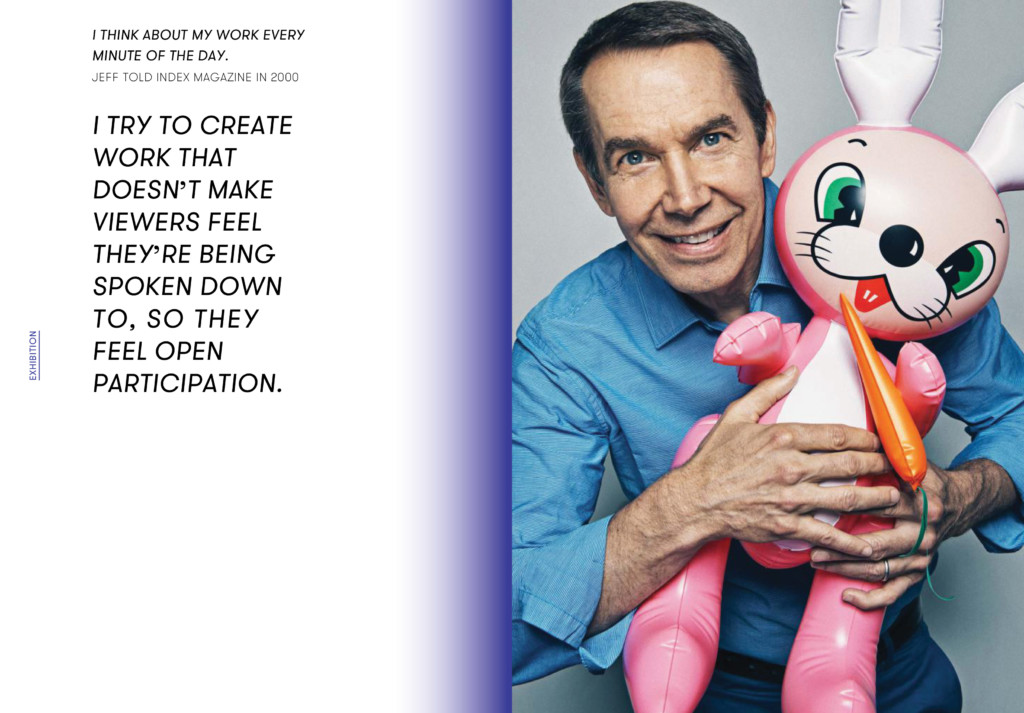 I THINK ABOUT MY WORK EVERY
MINUTE OF THE DAY.
JEFF TOLD INDEX MAGAZINE IN 2000
I TRY TO CREATE
WORK THAT
DOESN’T MAKE
VIEWERS FEEL
THEY’RE BEING
SPOKEN DOWN
TO, SO THEY
FEEL OPEN
PARTICIPATION.
EXHIBITION